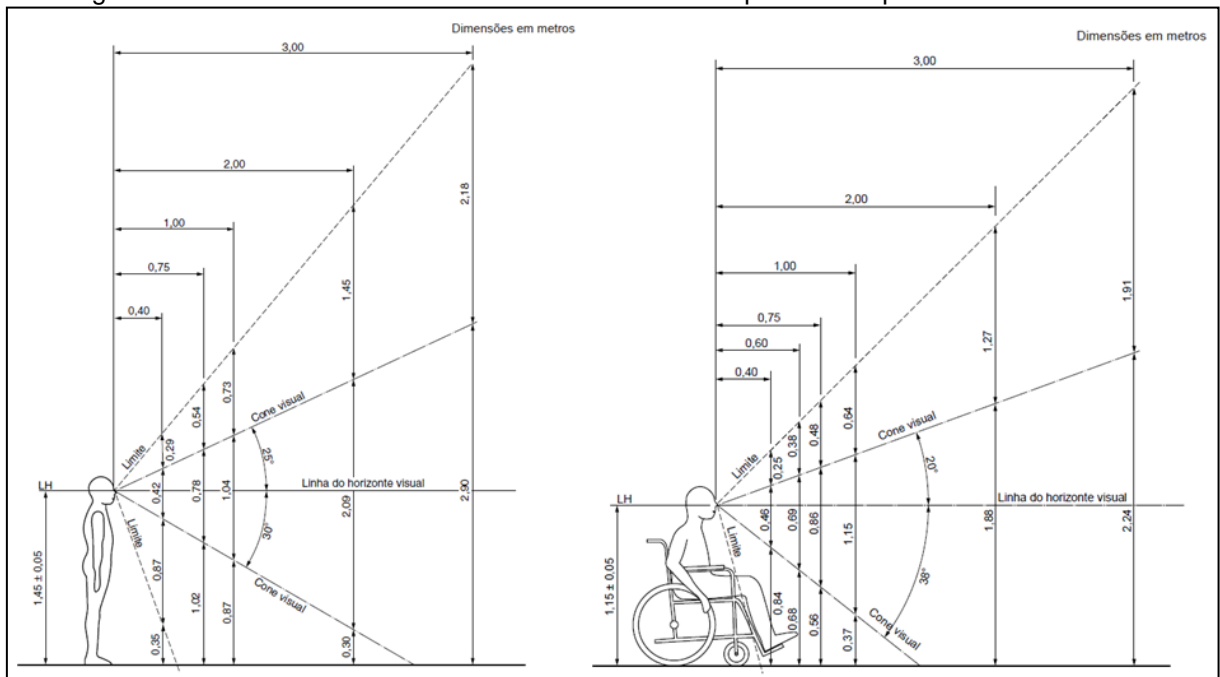 Dimensões em metros
3,00
2,00
1,00
0,75
0,40
2,18
1,45
0,73
0,54
0,29
Limite
Cone visual
25°
LH
Linha do horizonte visual
0,42
0,78
1,04
2,09
2,90
30°
Limite
Cone visual
1,45 ± 0,05
0,87
0,35
1,02
0,87
0,30
Dimensões em metros
3,00
2,00
1,00
0,75
0,60
0,40
1,91
1,27
0,64
0,48
0,38
0,25
Limite
Cone visual
20°
LH
Linha do horizonte visual
0,46
0,69
0,86
1,15
1,88
2,24
38°
Limite
Cone visual
1,15 ± 0,05
0,84
0,68
0,56
0,37